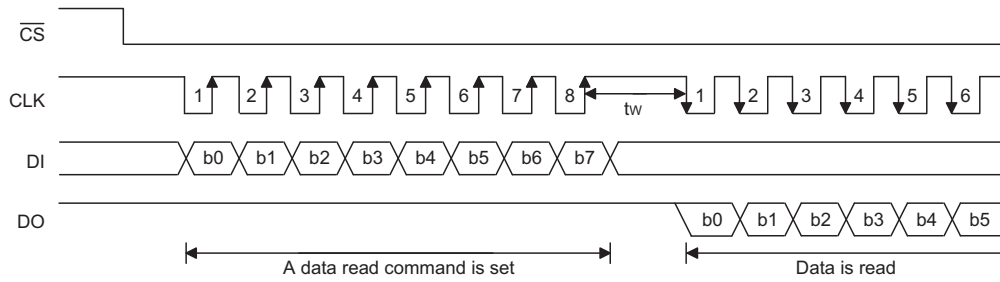 CS
CLK 1 2 3 4 5 6 7 8 tw 1 2 3 4 5 6
DI b0 b1 b2 b3 b4 b5 b6 b7
DO b0 b1 b2 b3 b4 b5
A data read command is set Data is read